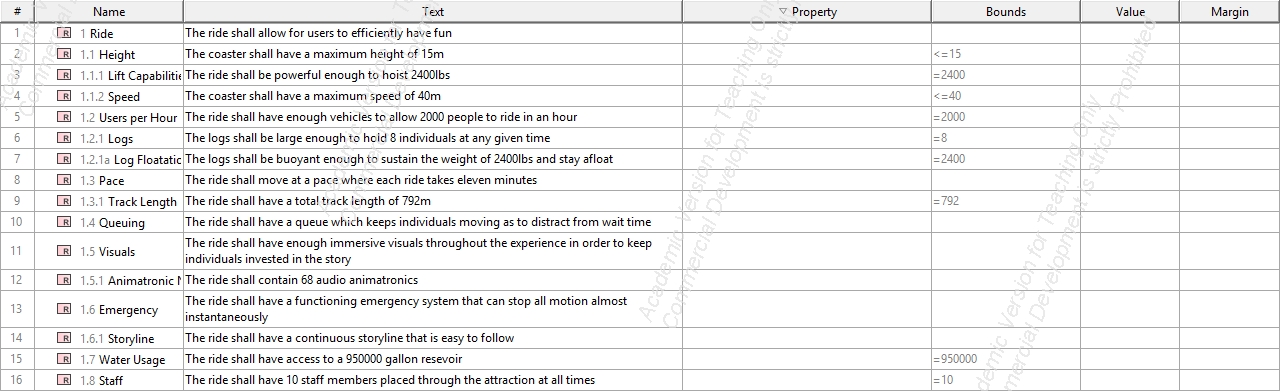 # Name Text Property Bounds Value Margin
1 R 1 Ride The ride shall allow for users to efficiently have fun
2 R 1.1 Height The coaster shall have a maximum height of 15m <=15
3 R 1.1.1 Lift Capabilitie The ride shall be powerful enough to hoist 2400lbs =2400
4 R 1.1.2 Speed The coaster shall have a maximum speed of 40m <=40
5 R 1.2 Users per Hour The ride shall have enough vehicles to allow 2000 people to ride in an hour =2000
6 R 1.2.1 Logs The logs shall be large enough to hold 8 individuals at any given time =8
7 R 1.2.1a Log Floatatic The logs shall be buoyant enough to sustain the weight of 2400lbs and stay afloat =2400
8 R 1.3 Pace The ride shall move at a pace where each ride takes eleven minutes
9 R 1.3.1 Track Length The ride shall have a total track length of 792m =792
10 R 1.4 Queuing The ride shall have a queue which keeps individuals moving as to distract from wait time
11 R 1.5 Visuals The ride shall have enough immersive visuals throughout the experience in order to keep
individuals invested in the story
12 R 1.5.1 Animatronic N The ride shall contain 68 audio animatronics
13 R 1.6 Emergency The ride shall have a functioning emergency system that can stop all motion almost
instantaneously
14 R 1.6.1 Storyline The ride shall have a continuous storyline that is easy to follow
15 R 1.7 Water Usage The ride shall have access to a 950000 gallon resevoir =950000
16 R 1.8 Staff The ride shall have 10 staff members placed through the attraction at all times =10
Academic Version for Teaching Only
Commercial Development is strictly Prohibited